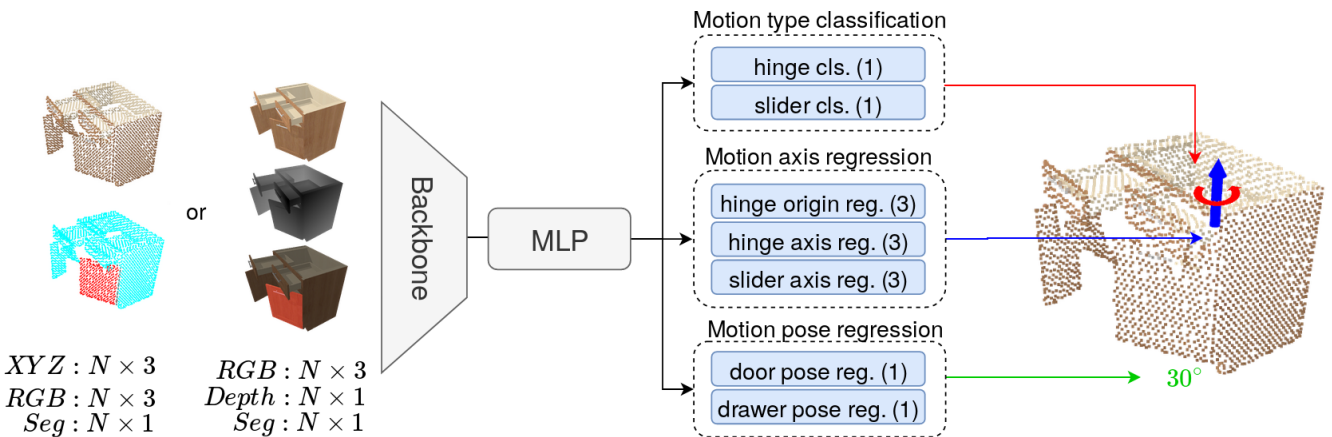 XYZ : N × 3
RGB : N × 3
Seg : N × 1
or
RGB : N × 3
Depth : N × 1
Seg : N × 1
Backbone
MLP
Motion type classification
hinge cls. (1)
slider cls. (1)
Motion axis regression
hinge origin reg. (3)
hinge axis reg. (3)
slider axis reg. (3)
Motion pose regression
door pose reg. (1)
drawer pose reg. (1)
30°